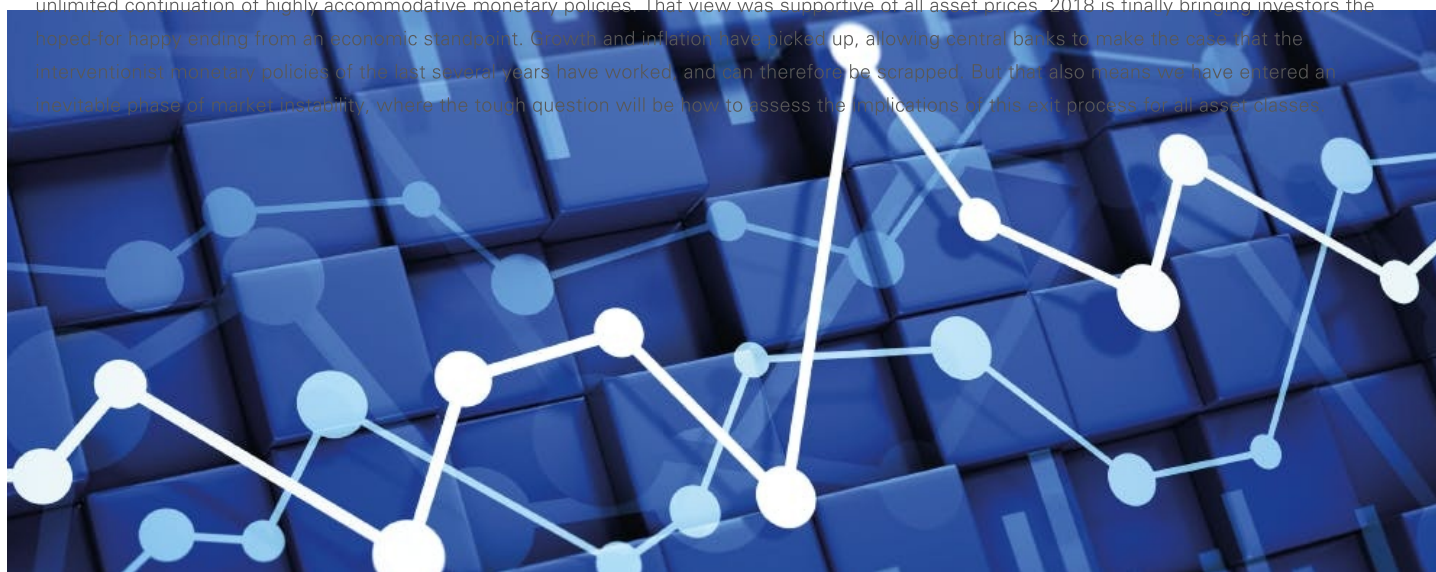 unlimited continuation of highly accommodative monetary policies. That view was supportive of all asset prices. 2018 is finally bringing investors the
hoped-for happy ending from an economic standpoint. Growth and inflation have picked up, allowing central banks to make the case that the
interventionist monetary policies of the last several years have worked, and can therefore be scrapped. But that also means we have entered an
inevitable phase of market instability, where the tough question will be how to assess the implications of this exit process for all asset classes.